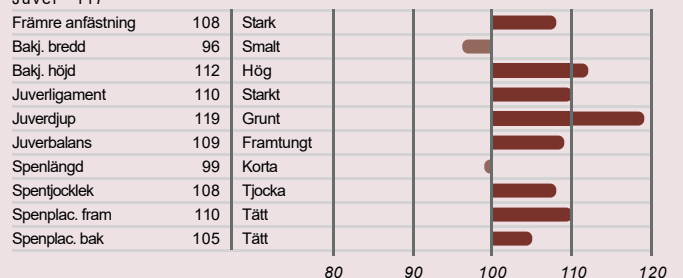 Juver 117
Främre anfästning 108 Stark
Bakj. bredd 96 Smalt
Bakj. höjd 112 Hög
Juverligament 110 Starkt
Juverdjup 119 Grunt
Juverbalans 109 Framtungt
Spenlängd 99 Korta
Spentjocklek 108 Tjocka
Spenplac. fram 110 Tätt
Spenplac. bak 105 Tätt
80 90 100 110 120